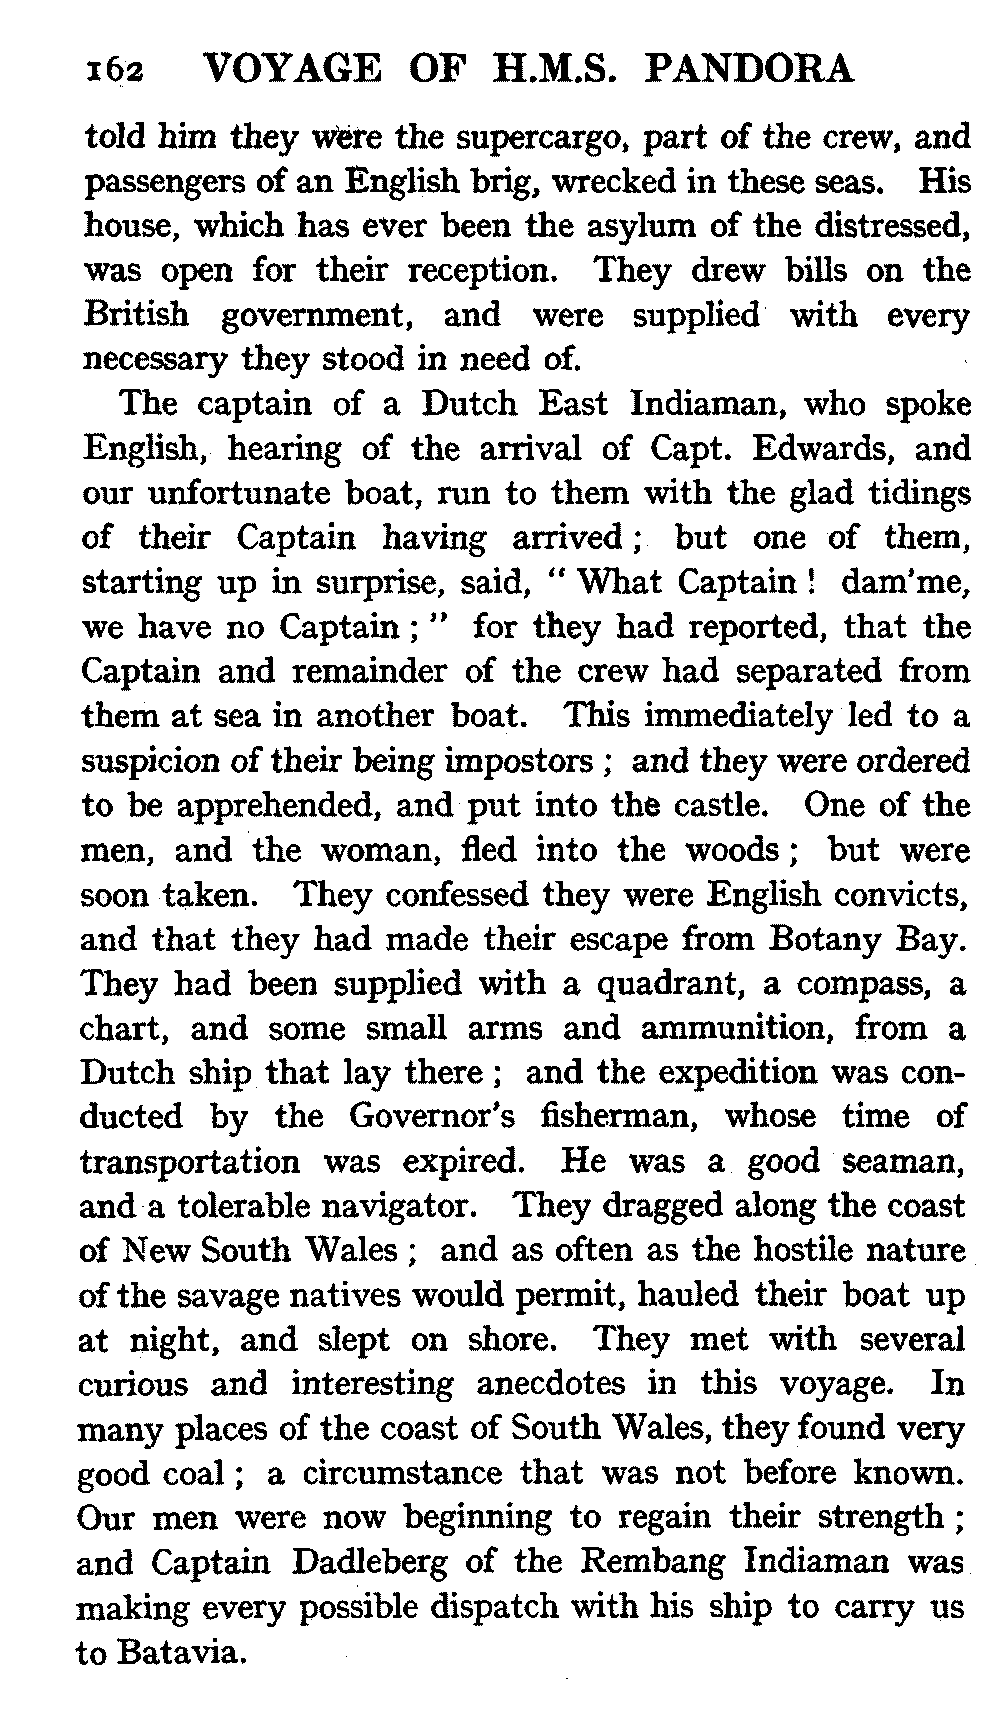 162 VOYAGE OF H.M.S. PANDORA
told him they were the supercargo, part of the crew, and
passengers of an English brig, wrecked in these seas. His
house, which has ever been the asylum of the distressed,
was open for their reception. They drew bills on the
British government, and were supplied with every
necessary they stood in need of.
The captain of a Dutch East Indiaman, who spoke
English, hearing of the arrival of Capt. Edwards, and
our unfortunate boat, run to them with the glad tidings
of their Captain having arrived ; but one of them,
starting up in surprise, said, " What Captain ! dam'me,
we have no Captain ; " for they had reported, that the
Captain and remainder of the crew had separated from
them at sea in another boat. This immediately led to a
suspicion of their being impostors ; and they were ordered
to be apprehended, and put into the castle. One of the
men, and the woman, fled into the woods ; but were
soon taken. They confessed they were English convicts,
and that they had made their escape from Botany Bay.
They had been supplied with a quadrant, a compass, a
chart, and some small arms and ammunition, from a
Dutch ship that lay there ; and the expedition was con-
ducted by the Governor's fisherman, whose time of
transportation was expired. He was a good seaman,
and a tolerable navigator. They dragged along the coast
of New South Wales ; and as often as the hostile nature
of the savage natives would permit, hauled their boat up
at night, and slept on shore. They met with several
curious and interesting anecdotes in this voyage. In
many places of the coast of South Wales, they found very
good coal ; a circumstance that was not before known.
Our men were now beginning to regain their strength ;
and Captain Dadleberg of the Rembang Indiaman was
making every possible dispatch with his ship to carry us
to Batavia.